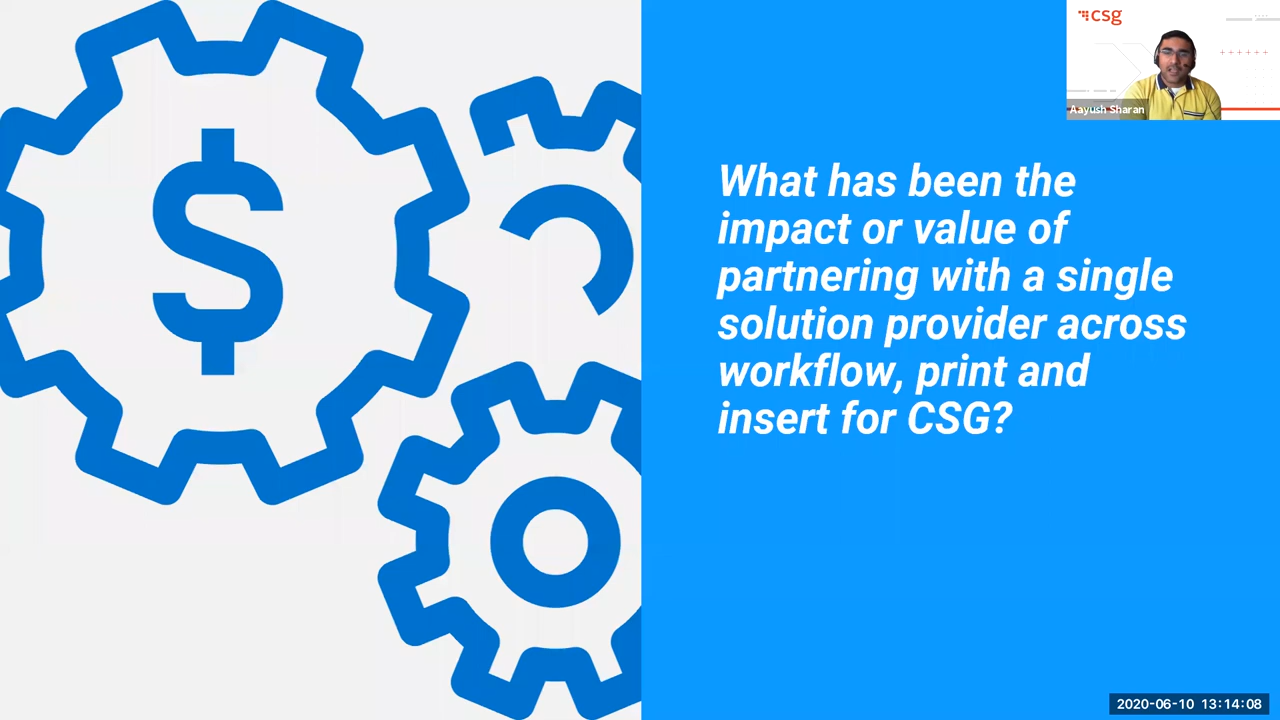 csg
Aayush Sharan
What has been the
impact or value of
partnering with a single
solution provider across
workflow, print and
insert for CSG?
$
2020-06-10 13:14:08